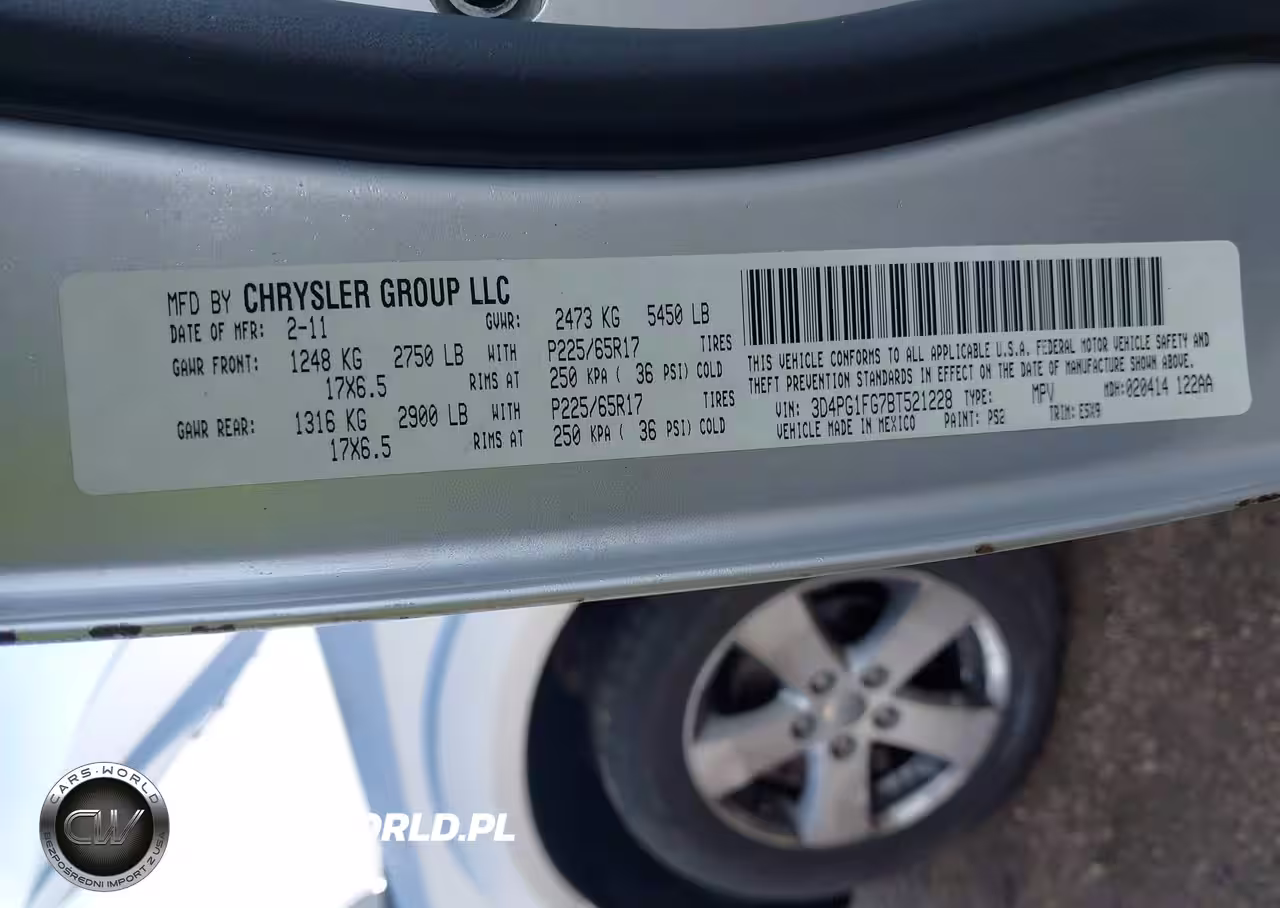 MFD BY CHRYSLER GROUP LLC
DATE OF MFR: 2-11 GVWR: 2473 KG 5450 LB
GAWR FRONT: 1248 KG 2750 LB WITH P225/65R17 TIRES
17X6.5 RIMS AT 250 KPA ( 36 PSI) COLD
GAWR REAR: 1316 KG 2900 LB WITH P225/65R17 TIRES
17X6.5 RIMS AT 250 KPA ( 36 PSI) COLD
THIS VEHICLE CONFORMS TO ALL APPLICABLE U.S.A. FEDERAL MOTOR VEHICLE SAFETY AND
THEFT PREVENTION STANDARDS IN EFFECT ON THE DATE OF MANUFACTURE SHOWN ABOVE.
VIN: 3D4PG1FG7BT521228 TYPE: MPV MDH:020414 122AA
VEHICLE MADE IN MEXICO PAINT: PS2 TRIM: ESX9
CARS-WORLD
CW
BEZPOŚREDNI IMPORT Z USA
ORLD.PL